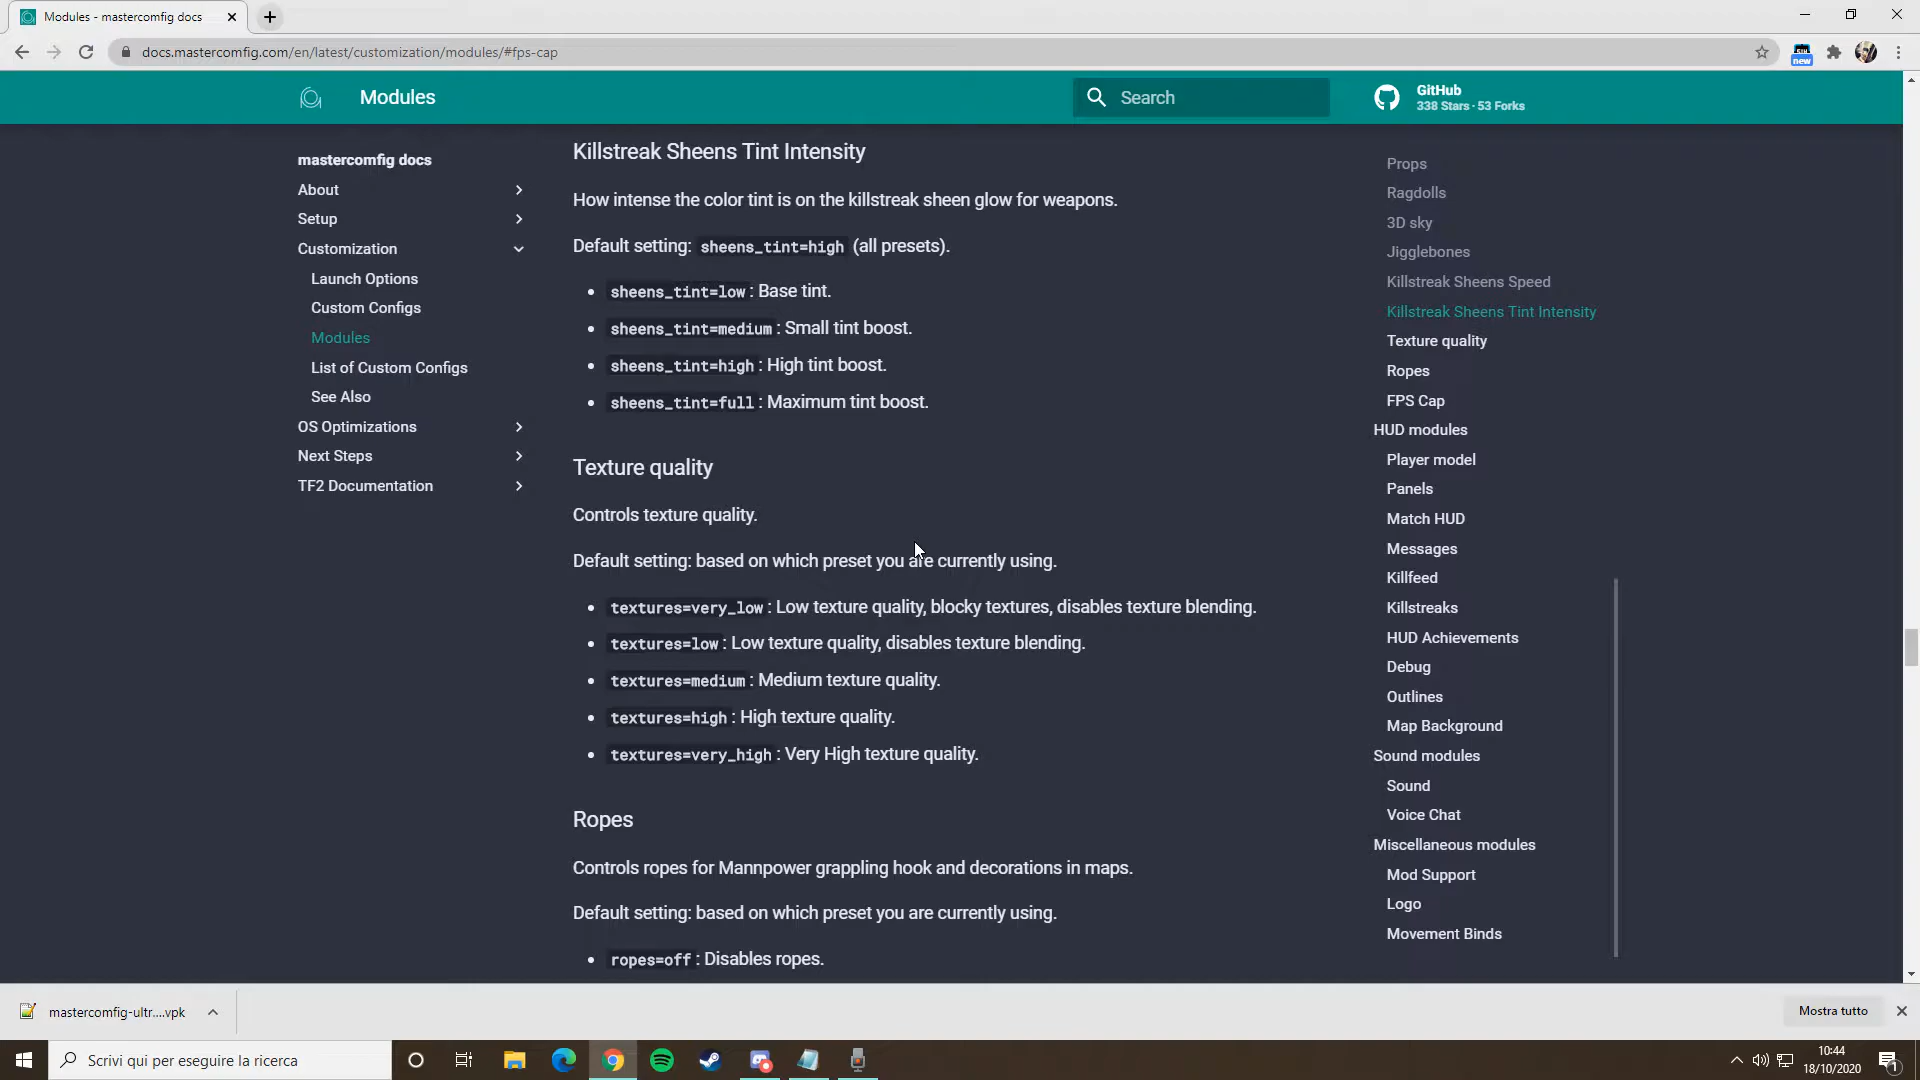 Modules - mastercomfig docs
docs.mastercomfig.com/en/latest/customization/modules/#fps-cap
new
Modules
Search
GitHub
338 Stars · 53 Forks
mastercomfig docs
About
Setup
Customization
Launch Options
Custom Configs
Modules
List of Custom Configs
See Also
OS Optimizations
Next Steps
TF2 Documentation
Killstreak Sheens Tint Intensity
How intense the color tint is on the killstreak sheen glow for weapons.
Default setting: sheens_tint=high (all presets).
sheens_tint=low : Base tint.
sheens_tint=medium : Small tint boost.
sheens_tint=high : High tint boost.
sheens_tint=full : Maximum tint boost.
Texture quality
Controls texture quality.
Default setting: based on which preset you are currently using.
textures=very_low : Low texture quality, blocky textures, disables texture blending.
textures=low : Low texture quality, disables texture blending.
textures=medium : Medium texture quality.
textures=high : High texture quality.
textures=very_high : Very High texture quality.
Ropes
Controls ropes for Mannpower grappling hook and decorations in maps.
Default setting: based on which preset you are currently using.
ropes=off : Disables ropes.
Props
Ragdolls
3D sky
Jigglebones
Killstreak Sheens Speed
Killstreak Sheens Tint Intensity
Texture quality
Ropes
FPS Cap
HUD modules
Player model
Panels
Match HUD
Messages
Killfeed
Killstreaks
HUD Achievements
Debug
Outlines
Map Background
Sound modules
Sound
Voice Chat
Miscellaneous modules
Mod Support
Logo
Movement Binds
mastercomfig-ultr....vpk
Mostra tutto
Scrivi qui per eseguire la ricerca
10:44
18/10/2020
1